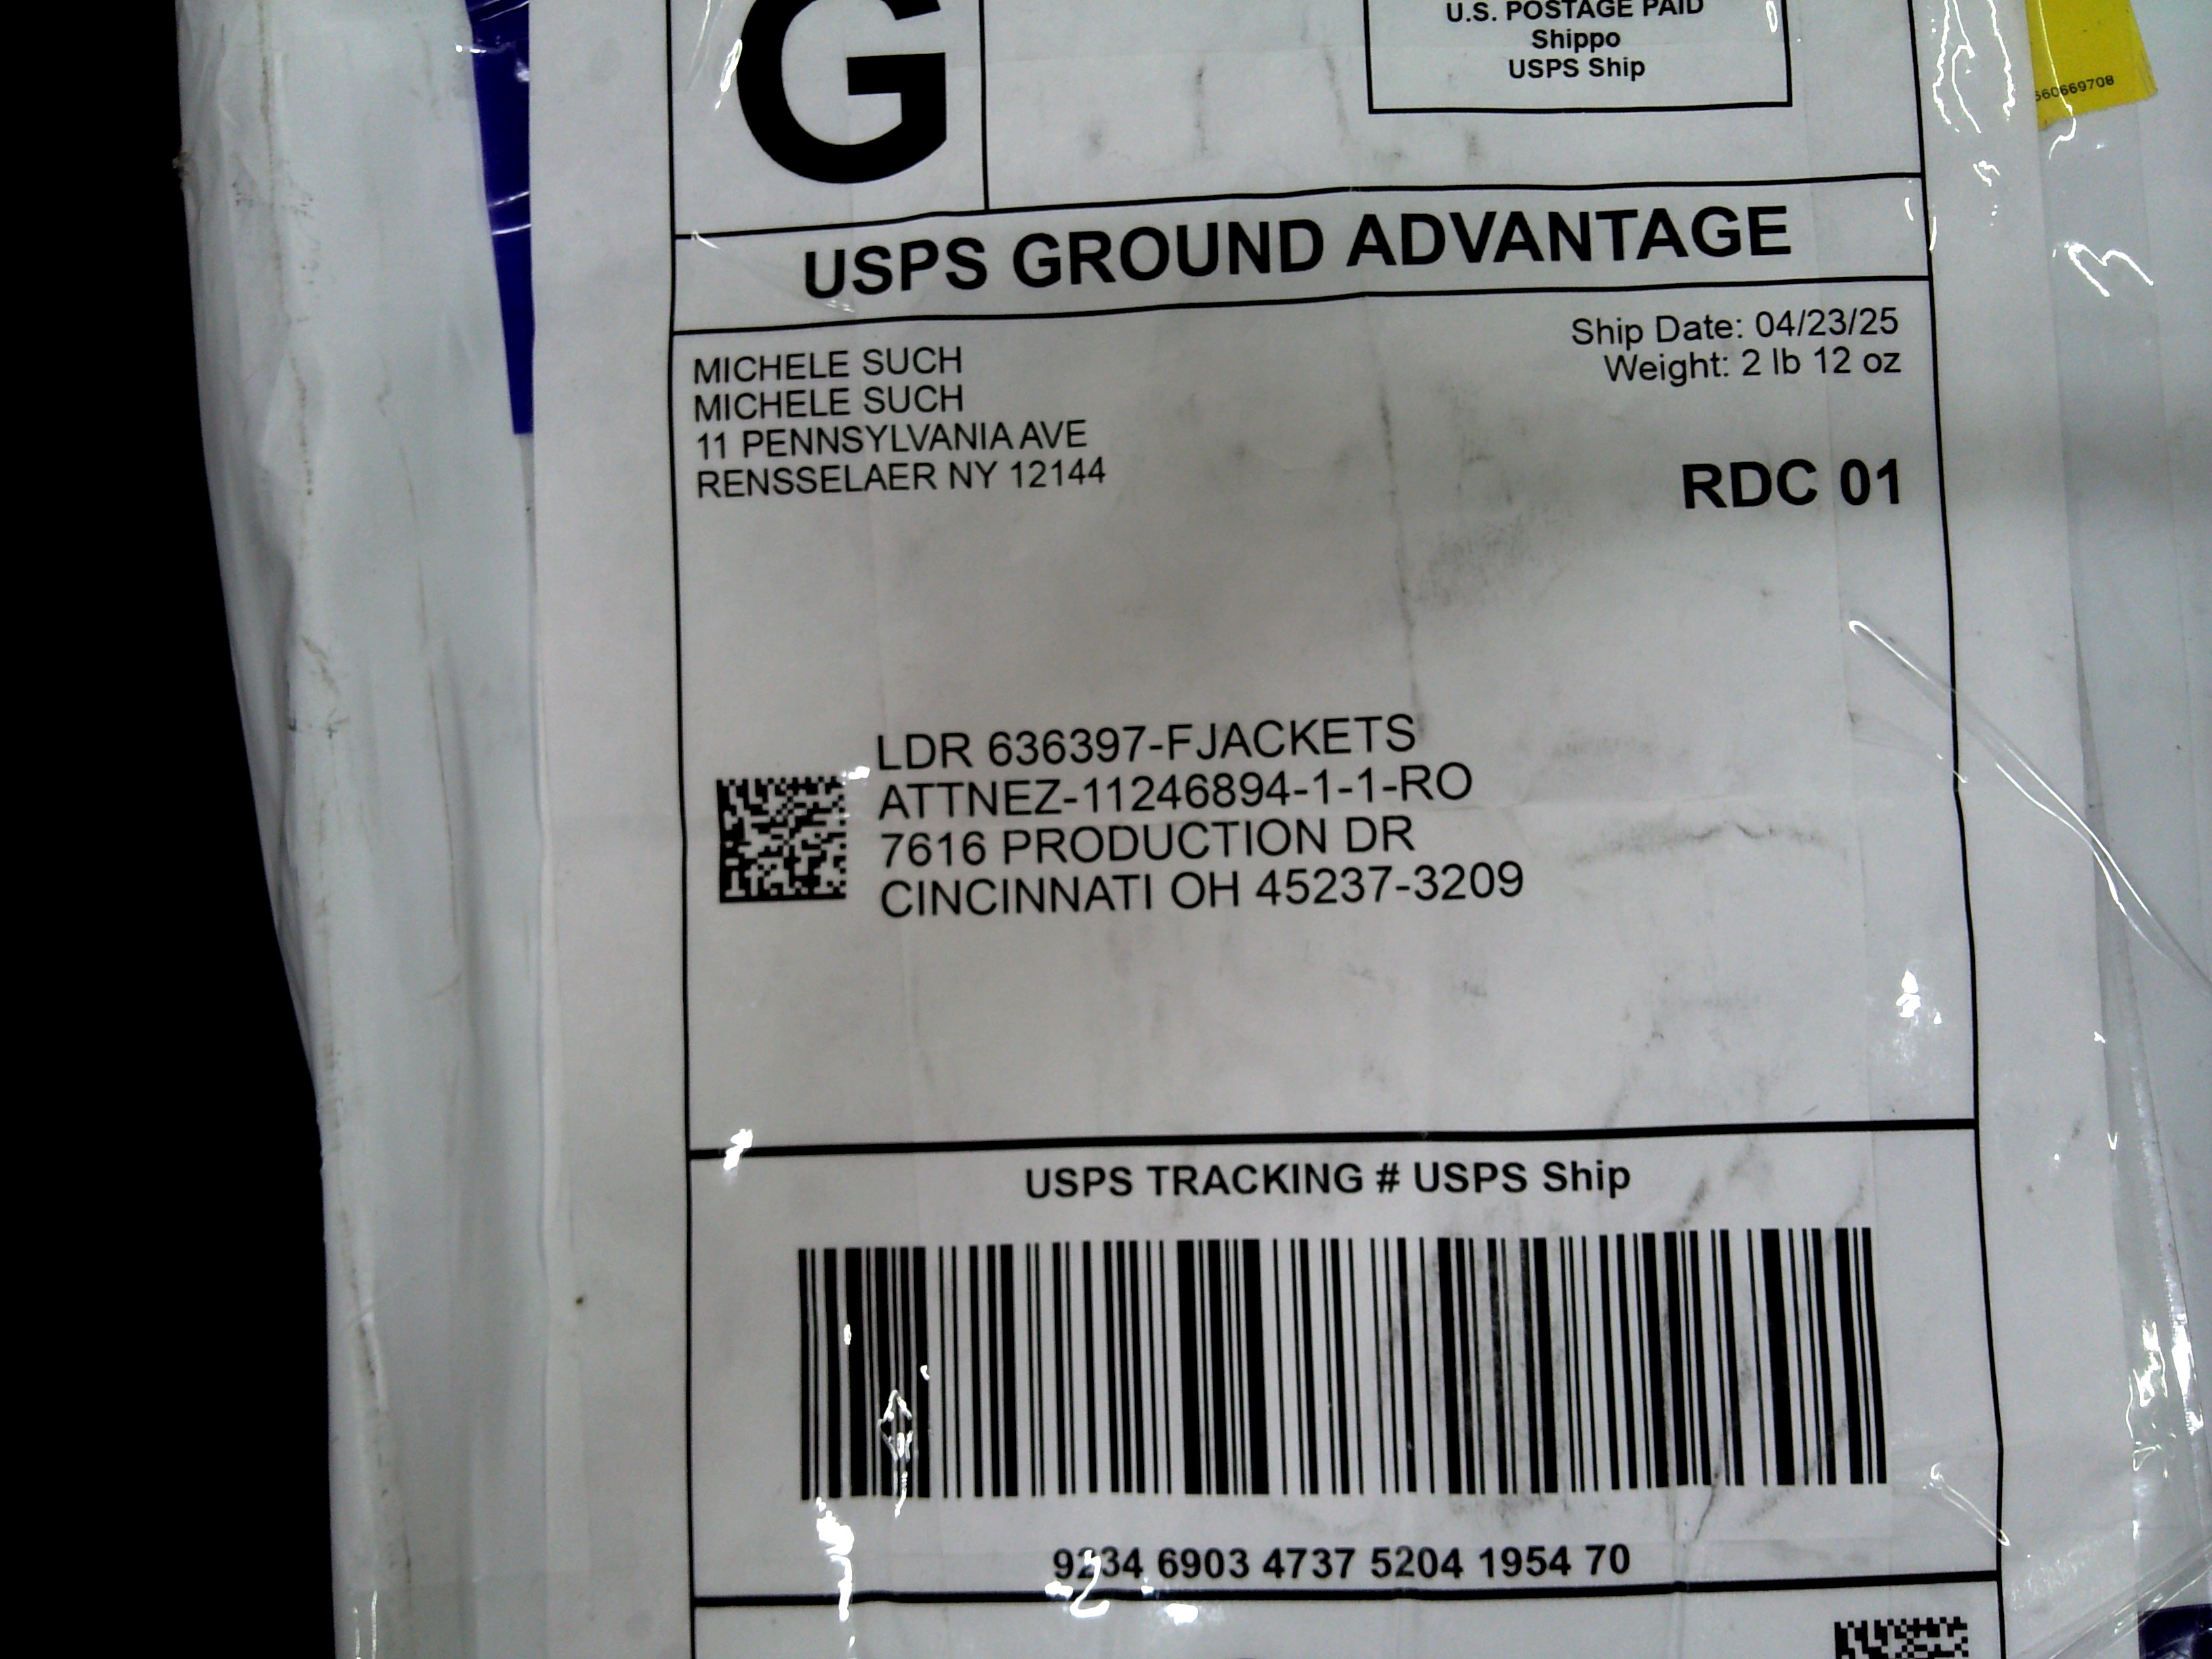 G
U.S. POSTAGE PAID
Shippo
USPS Ship
660669708
USPS GROUND ADVANTAGE
Ship Date: 04/23/25
Weight: 2 lb 12 oz
MICHELE SUCH
MICHELE SUCH
11 PENNSYLVANIA AVE
RENSSELAER NY 12144
RDC 01
LDR 636397-FJACKETS
ATTNEZ-11246894-1-1-RO
7616 PRODUCTION DR
CINCINNATI OH 45237-3209
USPS TRACKING # USPS Ship
9234 6903 4737 5204 1954 70